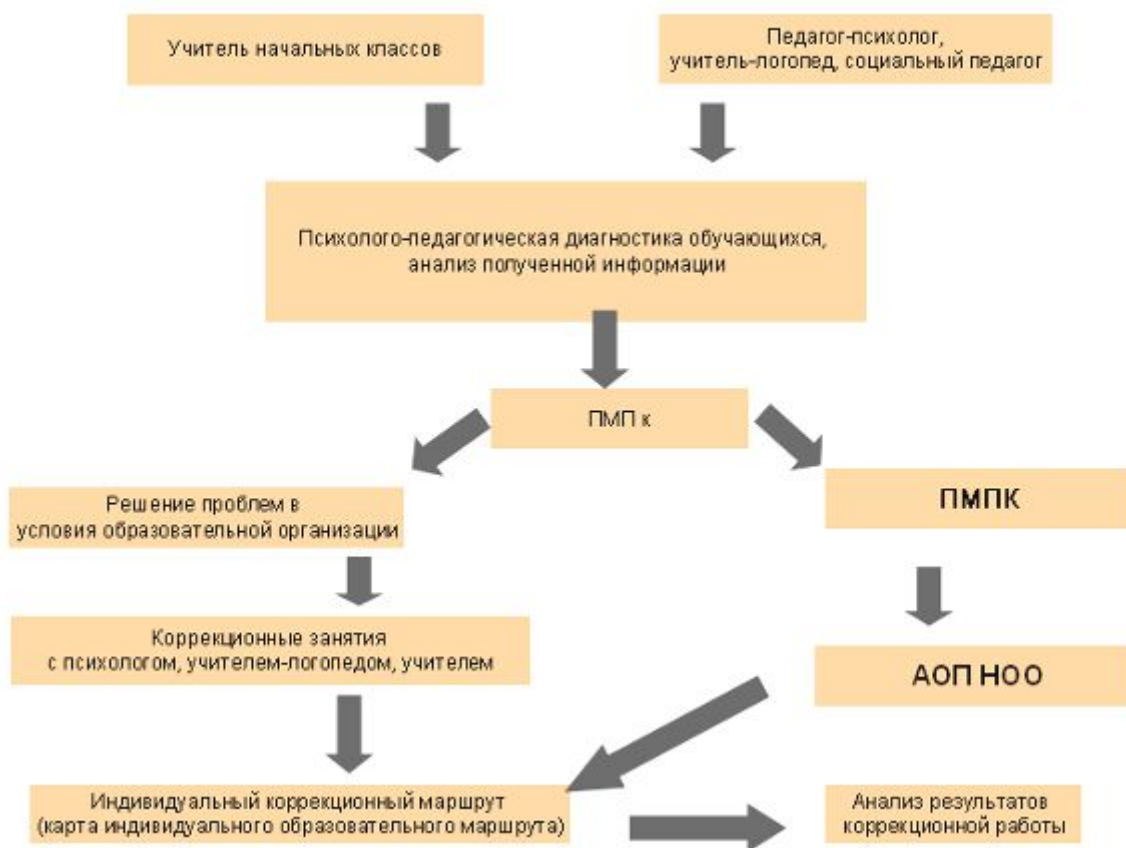 Учитель начальных классов
Педагог-психолог,
учитель-логопед, социальный педагог
Психолого-педагогическая диагностика обучающихся,
анализ полученной информации
ПМП к
Решение проблем в
условия образовательной организации
ПМПК
Коррекционные занятия
с психологом, учителем-логопедом, учителем
АОП НОО
Индивидуальный коррекционный маршрут
(карта индивидуального образовательного маршрута)
Анализ результатов
коррекционной работы